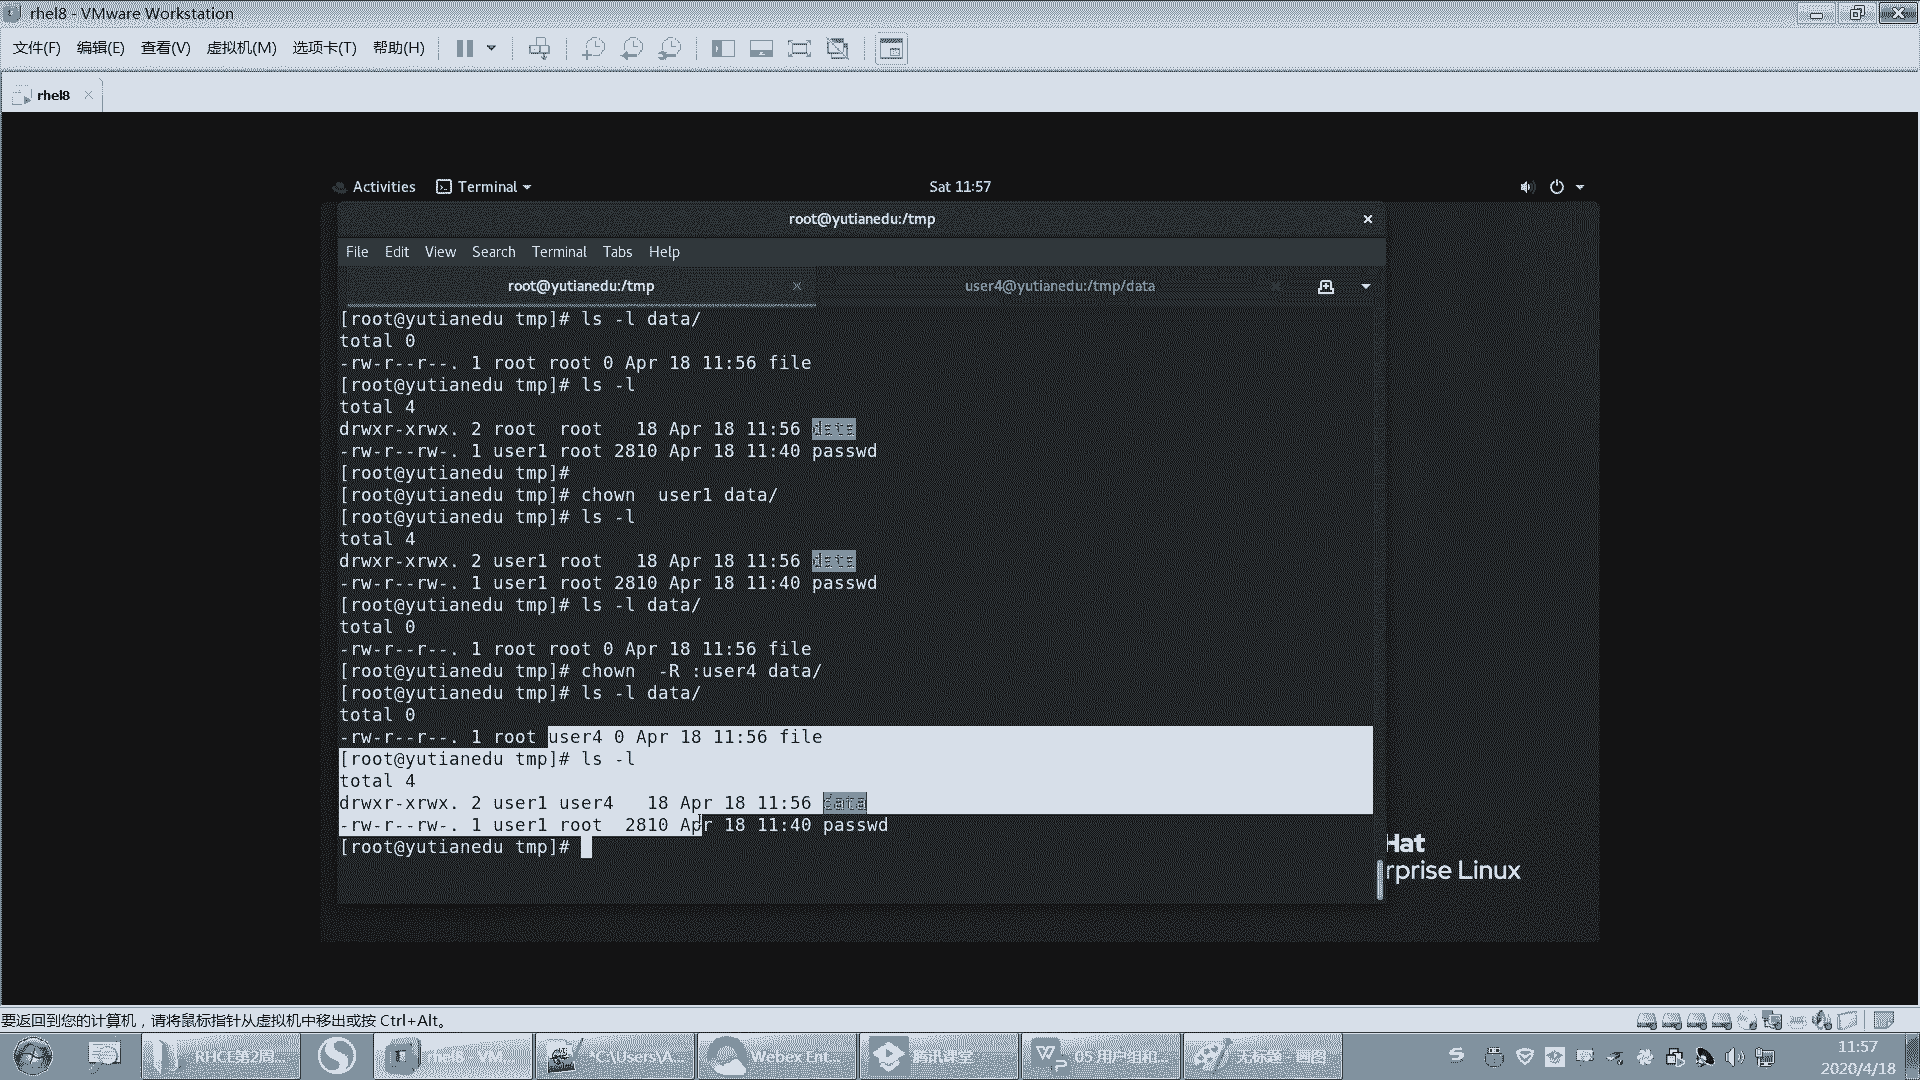 rhel8 - VMware Workstation
文件(F) 编辑(E) 查看(V) 虚拟机(M) 选项卡(T) 帮助(H)
rhel8
Activities Terminal Sat 11:57
root@yutianedu:/tmp
File Edit View Search Terminal Tabs Help
root@yutianedu:/tmp user4@yutianedu:/tmp/data
[root@yutianedu tmp]# ls -l data/
total 0
-rw-r--r--. 1 root root 0 Apr 18 11:56 file
[root@yutianedu tmp]# ls -l
total 4
drwxr-xrwx. 2 root  root   18 Apr 18 11:56 data
-rw-r--rw-. 1 user1 root 2810 Apr 18 11:40 passwd
[root@yutianedu tmp]#
[root@yutianedu tmp]# chown  user1 data/
[root@yutianedu tmp]# ls -l
total 4
drwxr-xrwx. 2 user1 root   18 Apr 18 11:56 data
-rw-r--rw-. 1 user1 root 2810 Apr 18 11:40 passwd
[root@yutianedu tmp]# ls -l data/
total 0
-rw-r--r--. 1 root root 0 Apr 18 11:56 file
[root@yutianedu tmp]# chown  -R :user4 data/
[root@yutianedu tmp]# ls -l data/
total 0
-rw-r--r--. 1 root user4 0 Apr 18 11:56 file
[root@yutianedu tmp]# ls -l
total 4
drwxr-xrwx. 2 user1 user4   18 Apr 18 11:56 data
-rw-r--rw-. 1 user1 root  2810 Apr 18 11:40 passwd
[root@yutianedu tmp]#
Hat
rprise Linux
要返回到您的计算机，请将鼠标指针从虚拟机中移出或按 Ctrl+Alt。
RHCE第2周... rhel8 - VM... *C:\Users\A... Webex Ent... 腾讯课堂 05 用户组和... 无标题 - 画图
11:57
2020/4/18